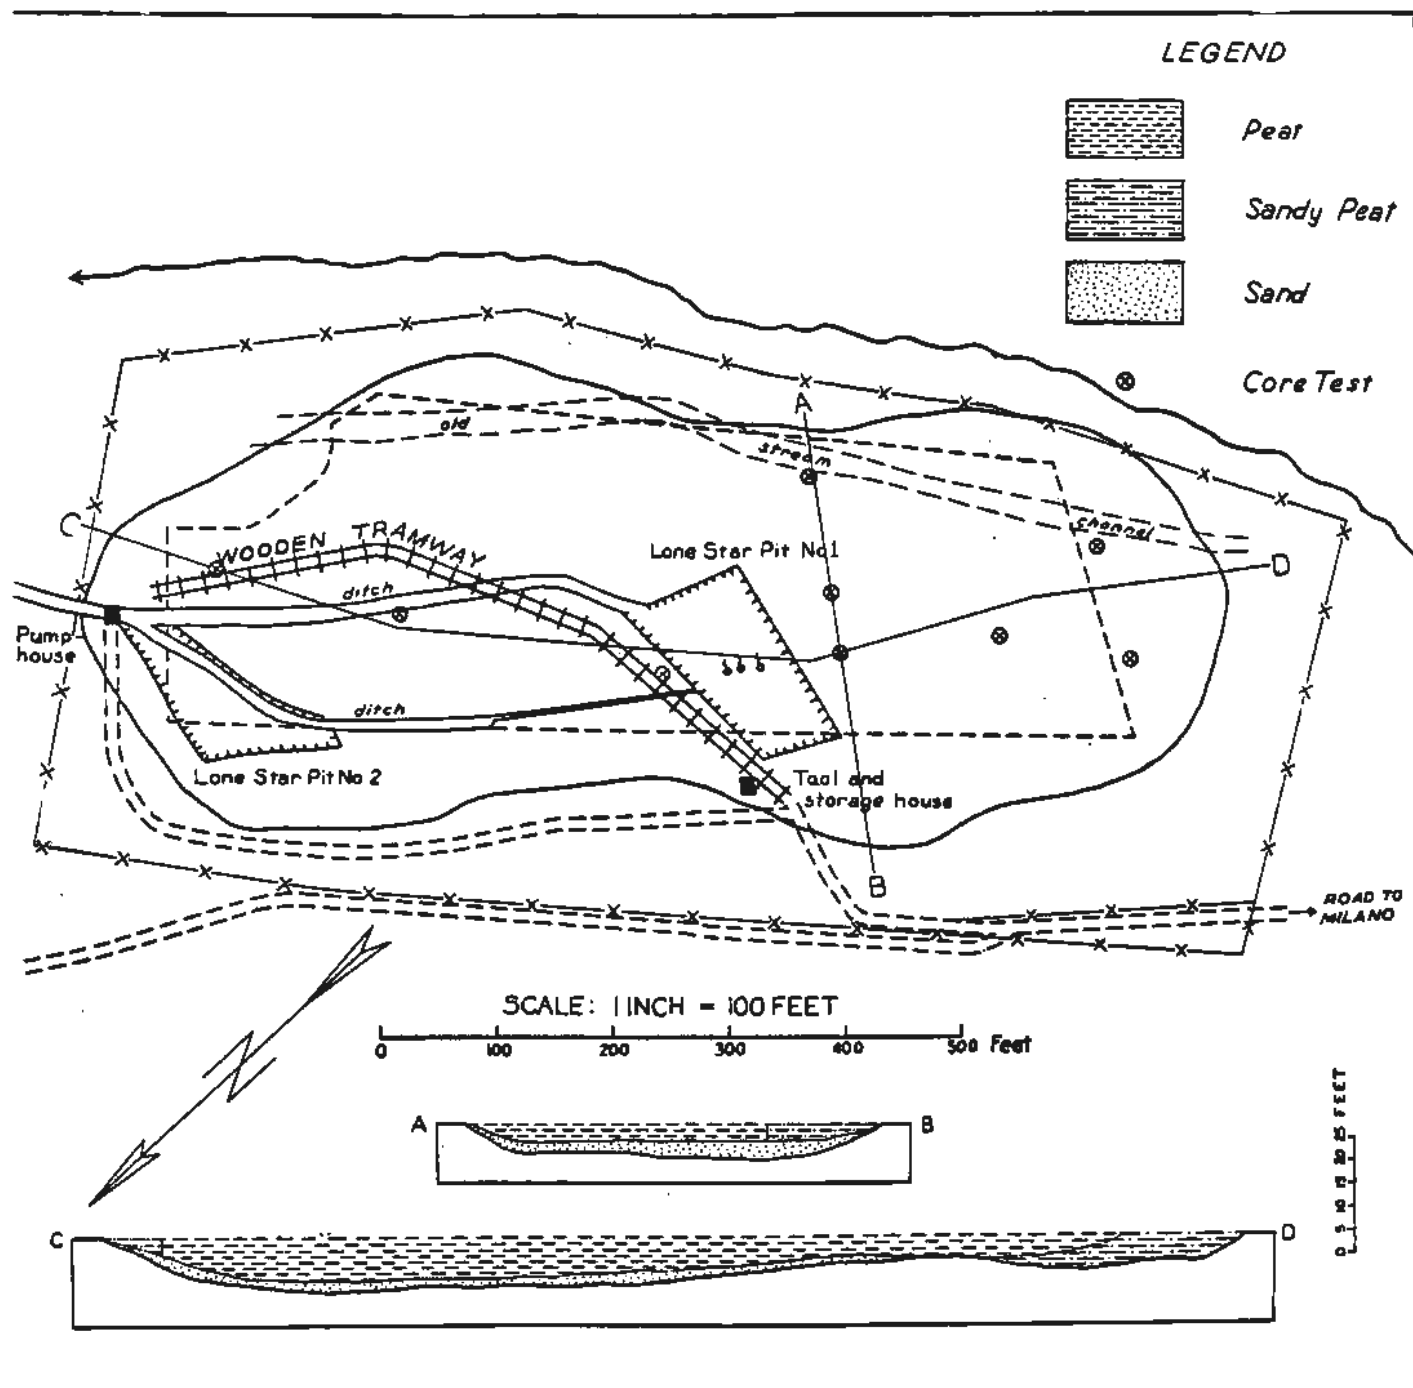 LEGEND
Peat
Sandy Peat
Sand
Core Test
A
old
stream
channel
C
WOODEN TRAMWAY
Lone Star Pit No 1
D
ditch
Pump
house
ditch
Lone Star Pit No 2
Tool and
storage house
B
ROAD TO
MILANO
SCALE: 1 INCH = 100 FEET
0 100 200 300 400 500 Feet
A B
0 5 10 15 20 25 FEET
C D